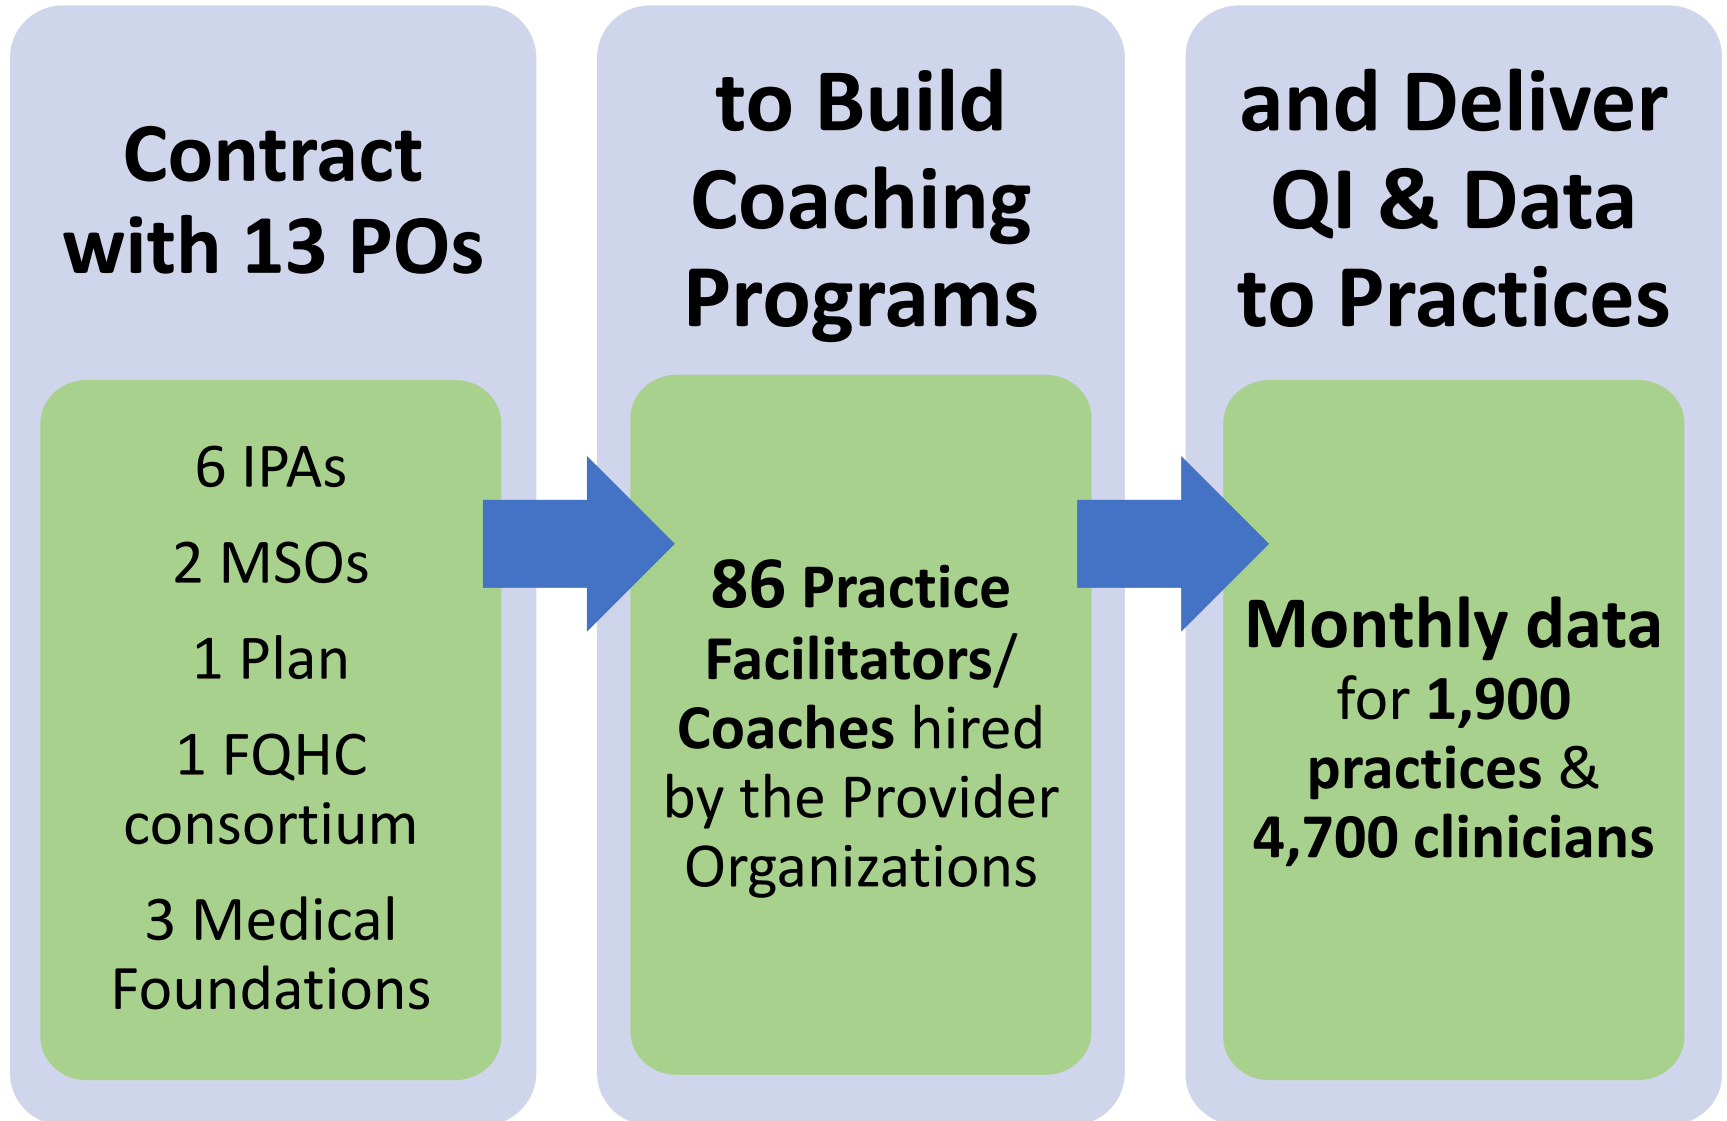 Contract
with 13 POs
6 IPAs
2 MSOs
1 Plan
1 FQHC
consortium
3 Medical
Foundations
to Build
Coaching
Programs
86 Practice
Facilitators/
Coaches hired
by the Provider
Organizations
and Deliver
QI & Data
to Practices
Monthly data
for 1,900
practices &
4,700 clinicians